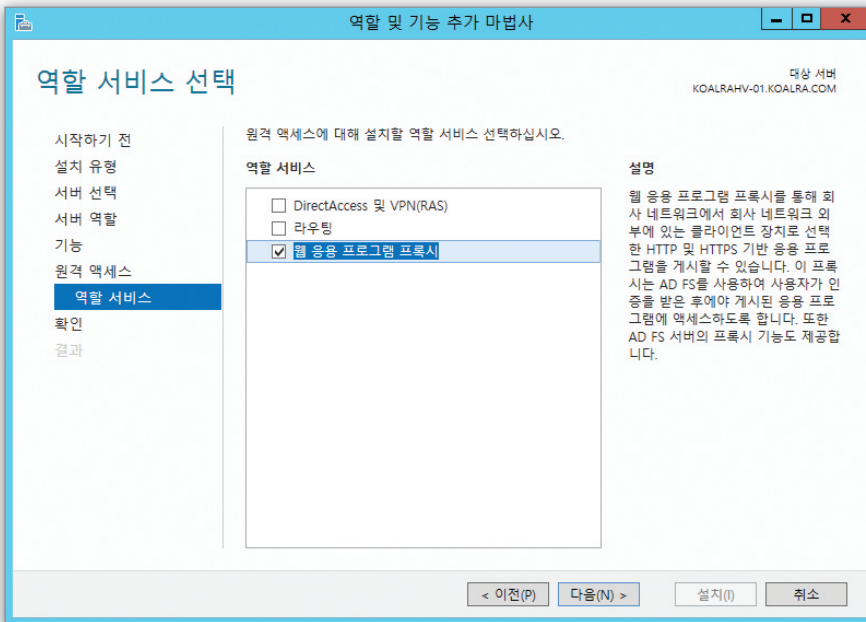 역할 및 기능 추가 마법사
역할 서비스 선택
대상 서버
KOALRAHV-01.KOALRA.COM
시작하기 전
설치 유형
서버 선택
서버 역할
기능
원격 액세스
역할 서비스
확인
결과
원격 액세스에 대해 설치할 역할 서비스 선택하십시오.
역할 서비스
DirectAccess 및 VPN(RAS)
라우팅
웹 응용 프로그램 프록시
설명
웹 응용 프로그램 프록시를 통해 회
사 네트워크에서 회사 네트워크 외
부에 있는 클라이언트 장치로 선택
한 HTTP 및 HTTPS 기반 응용 프로
그램을 게시할 수 있습니다. 이 프록
시는 AD FS를 사용하여 사용자가 인
증을 받은 후에야 게시된 응용 프로
그램에 액세스하도록 합니다. 또한
AD FS 서버의 프록시 기능도 제공합
니다.
< 이전(P)
다음(N) >
설치(I)
취소